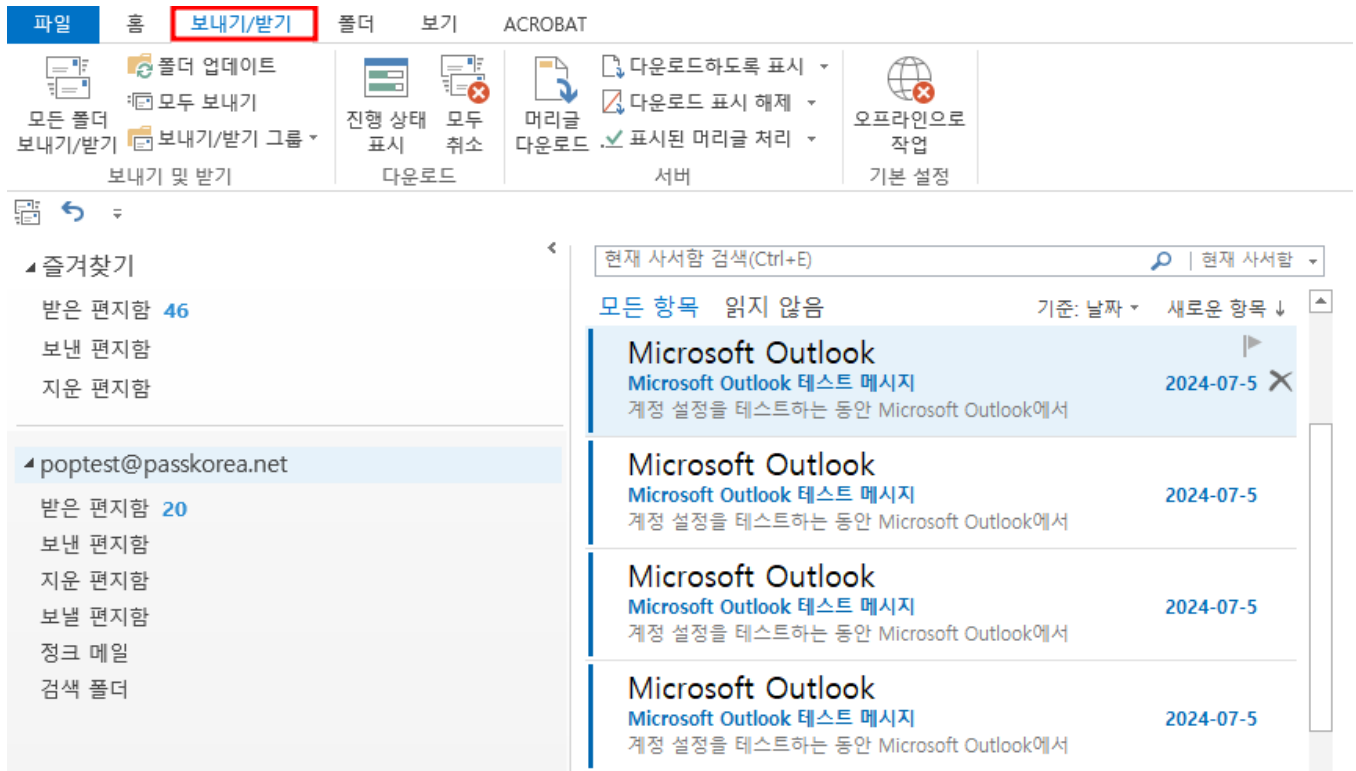 파일 홈 보내기/받기 폴더 보기 ACROBAT
모든 폴더
보내기/받기
폴더 업데이트
모두 보내기
보내기/받기 그룹
보내기 및 받기
진행 상태
표시
모두
취소
다운로드
머리글
다운로드
다운로드하도록 표시
다운로드 표시 해제
표시된 머리글 처리
서버
오프라인으로
작업
기본 설정
즐겨찾기
받은 편지함 46
보낸 편지함
지운 편지함
poptest@passkorea.net
받은 편지함 20
보낸 편지함
지운 편지함
보낼 편지함
정크 메일
검색 폴더
현재 사서함 검색(Ctrl+E) 현재 사서함
모든 항목 읽지 않음 기준: 날짜 새로운 항목 ↓
Microsoft Outlook
Microsoft Outlook 테스트 메시지 2024-07-5
계정 설정을 테스트하는 동안 Microsoft Outlook에서
Microsoft Outlook
Microsoft Outlook 테스트 메시지 2024-07-5
계정 설정을 테스트하는 동안 Microsoft Outlook에서
Microsoft Outlook
Microsoft Outlook 테스트 메시지 2024-07-5
계정 설정을 테스트하는 동안 Microsoft Outlook에서
Microsoft Outlook
Microsoft Outlook 테스트 메시지 2024-07-5
계정 설정을 테스트하는 동안 Microsoft Outlook에서